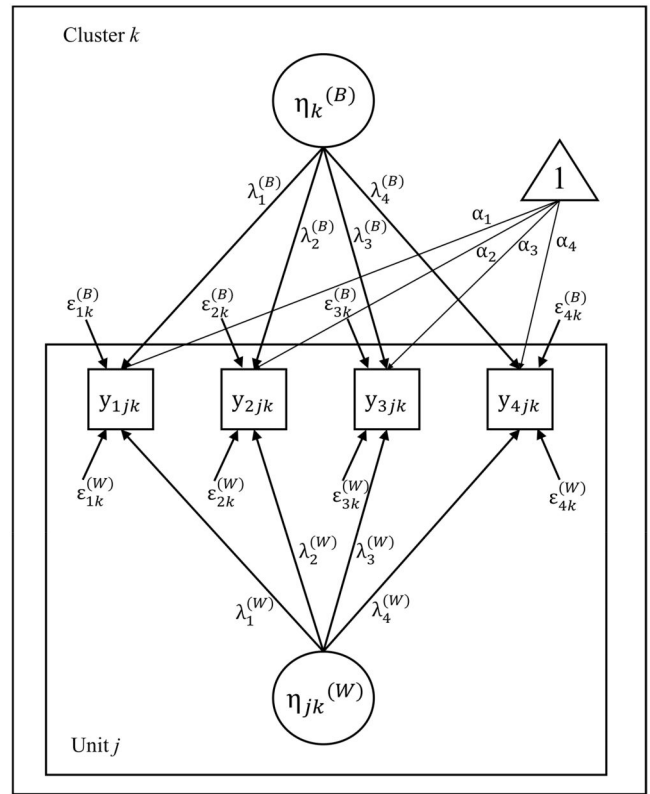 Cluster k
η_k^(B)
1
λ_1^(B)
λ_2^(B)
λ_3^(B)
λ_4^(B)
α_1
α_2
α_3
α_4
ε_1k^(B)
ε_2k^(B)
ε_3k^(B)
ε_4k^(B)
y_1jk
y_2jk
y_3jk
y_4jk
ε_1k^(W)
ε_2k^(W)
ε_3k^(W)
ε_4k^(W)
λ_1^(W)
λ_2^(W)
λ_3^(W)
λ_4^(W)
η_jk^(W)
Unit j